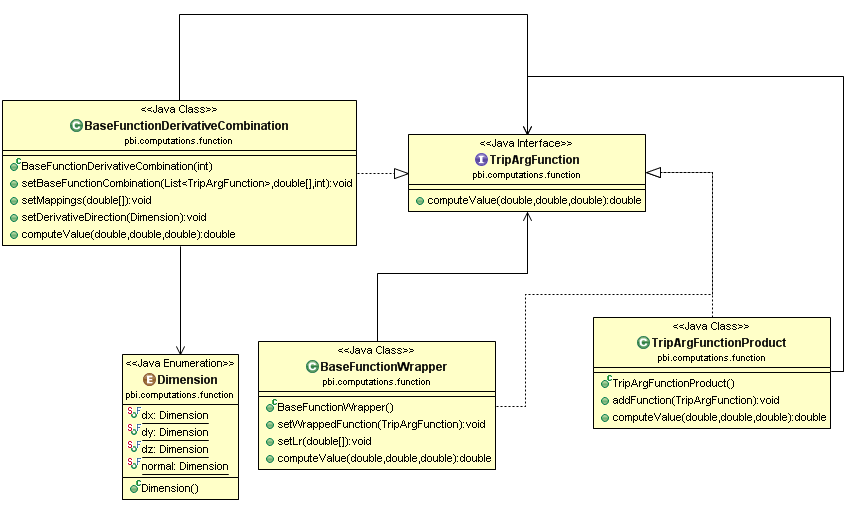 <<Java Class>>
BaseFunctionDerivativeCombination
pbi.computations.function
BaseFunctionDerivativeCombination(int)
setBaseFunctionCombination(List<TripArgFunction>,double[],int):void
setMappings(double[]):void
setDerivativeDirection(Dimension):void
computeValue(double,double,double):double
<<Java Interface>>
TripArgFunction
pbi.computations.function
computeValue(double,double,double):double
<<Java Enumeration>>
Dimension
pbi.computations.function
dx: Dimension
dy: Dimension
dz: Dimension
normal: Dimension
Dimension()
<<Java Class>>
BaseFunctionWrapper
pbi.computations.function
BaseFunctionWrapper()
setWrappedFunction(TripArgFunction):void
setLr(double[]):void
computeValue(double,double,double):double
<<Java Class>>
TripArgFunctionProduct
pbi.computations.function
TripArgFunctionProduct()
addFunction(TripArgFunction):void
computeValue(double,double,double):double